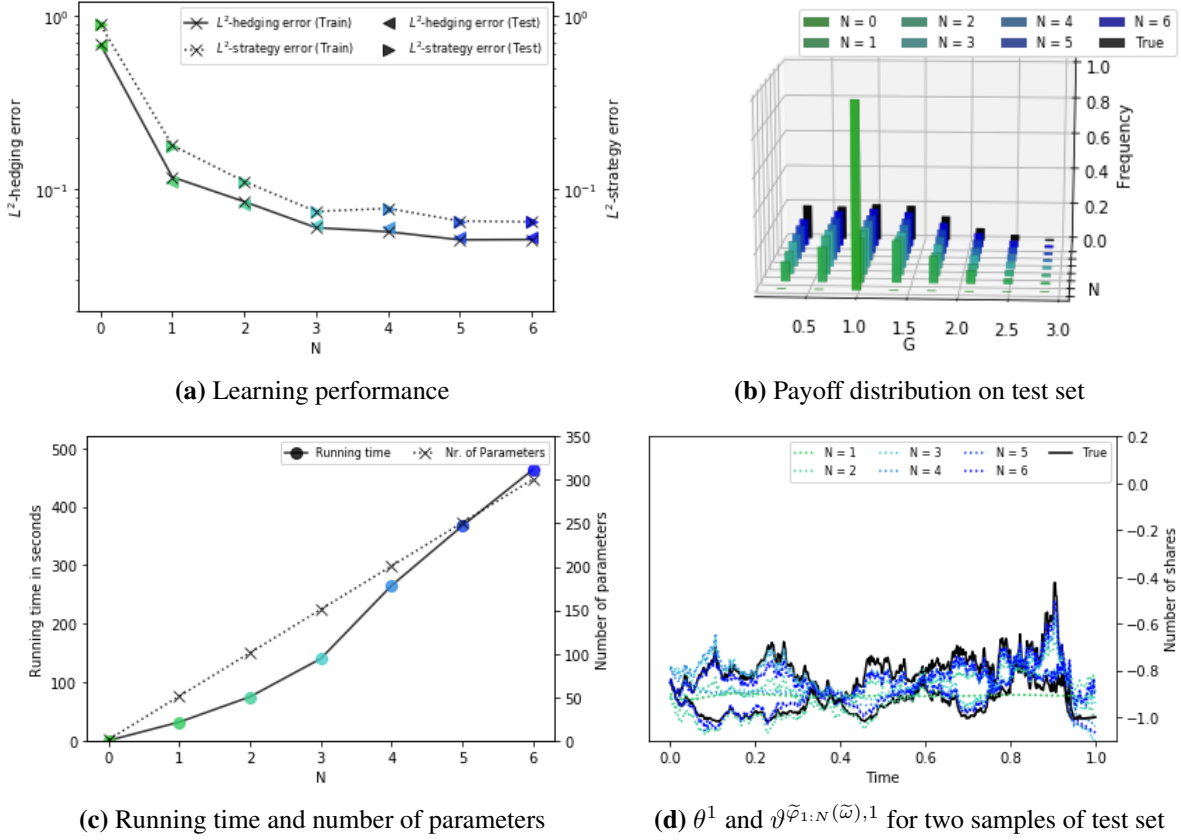 L²-hedging error (Train)
L²-strategy error (Train)
L²-hedging error (Test)
L²-strategy error (Test)
10⁰
10⁻¹
L²-hedging error
10⁰
10⁻¹
L²-strategy error
0 1 2 3 4 5 6
N
(a) Learning performance
N = 0 N = 2 N = 4 N = 6
N = 1 N = 3 N = 5 True
1.0
0.8
0.6
0.4
0.2
0.0
Frequency
N
0.5 1.0 1.5 2.0 2.5 3.0
G
(b) Payoff distribution on test set
Running time Nr. of Parameters
500
400
300
200
100
0
Running time in seconds
350
300
250
200
150
100
50
0
Number of parameters
0 1 2 3 4 5 6
N
(c) Running time and number of parameters
N = 1 N = 3 N = 5 True
N = 2 N = 4 N = 6
0.2
0.0
−0.2
−0.4
−0.6
−0.8
−1.0
Number of shares
0.0 0.2 0.4 0.6 0.8 1.0
Time
(d) θ¹ and ϑ^{φ̃_{1:N}(ω̃),1} for two samples of test set